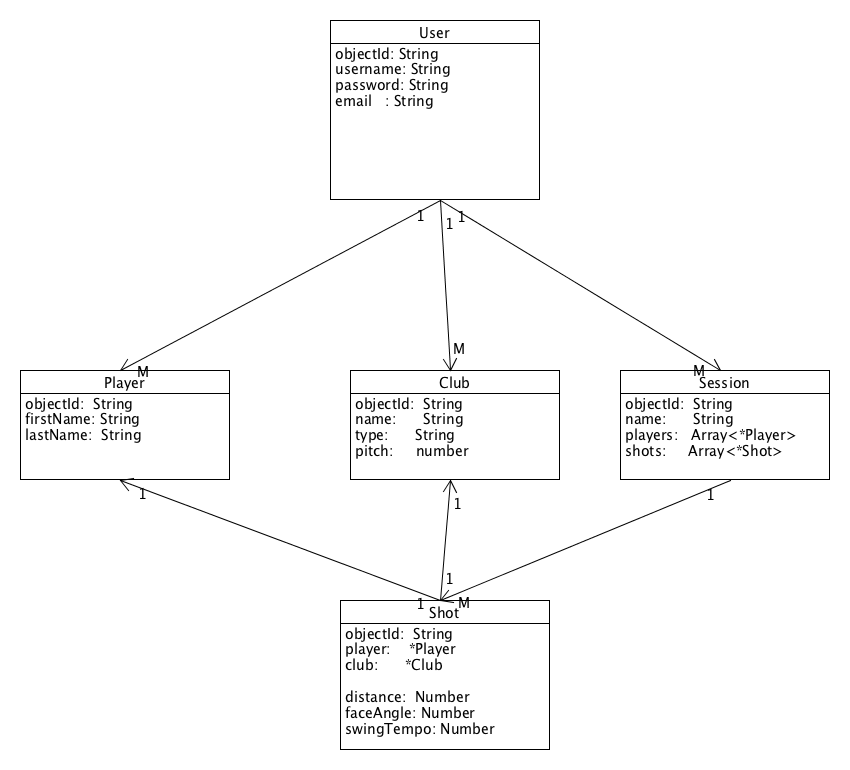 User
objectId: String
username: String
password: String
email : String
1
1
1
M
M
M
Player
objectId: String
firstName: String
lastName: String
Club
objectId: String
name: String
type: String
pitch: number
Session
objectId: String
name: String
players: Array<*Player>
shots: Array<*Shot>
1
1
1
1
1
M
Shot
objectId: String
player: *Player
club: *Club
distance: Number
faceAngle: Number
swingTempo: Number